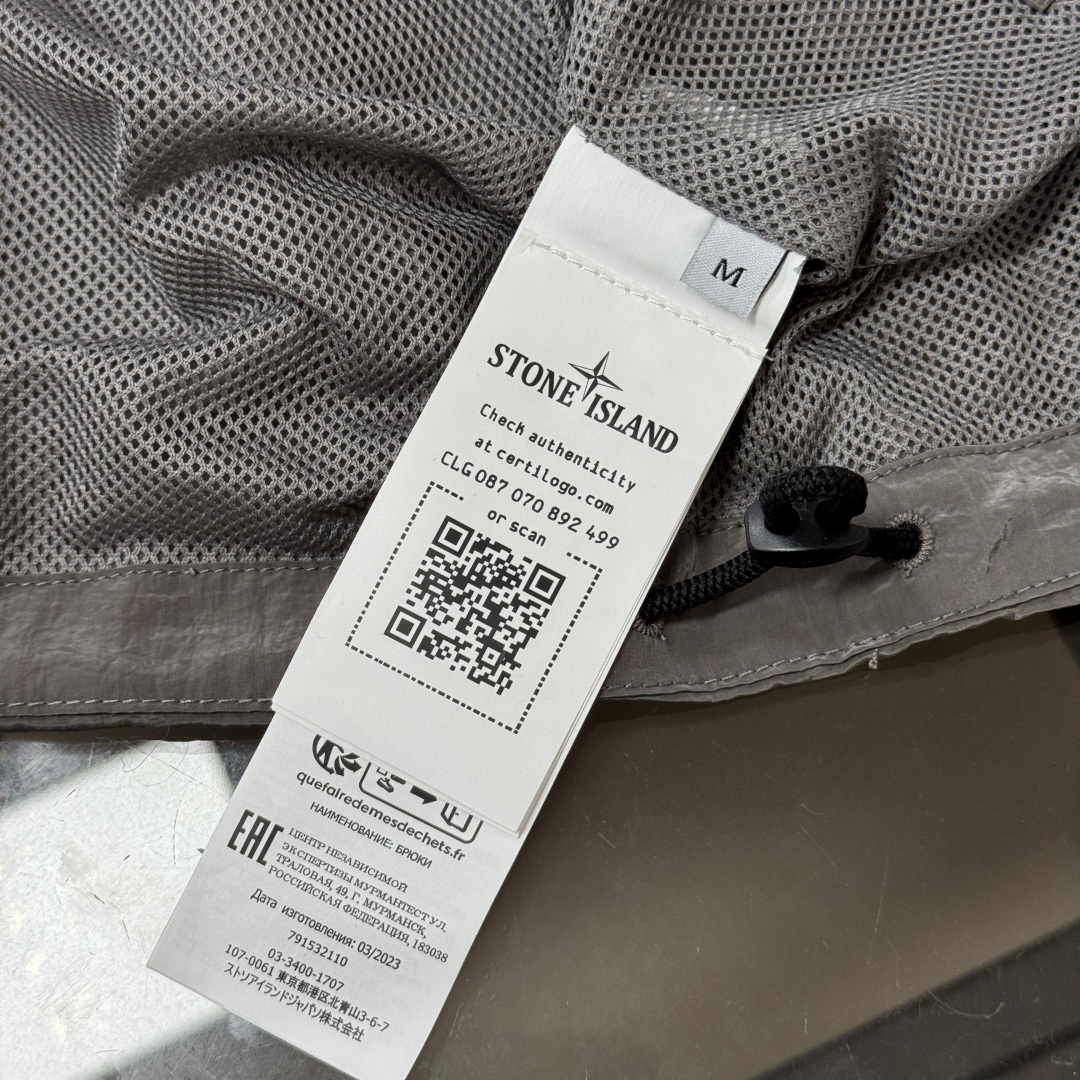 M
STONE ISLAND
Check authenticity
at certilogo.com
CLG 087 070 892 499
or scan
quefairedemesdechets.fr
НАИМЕНОВАНИЕ: БРЮКИ
EAC
ЦЕНТР НЕЗАВИСИМОЙ
ЭКСПЕРТИЗЫ МУРМАНТЕСТ УЛ.
ТРАЛОВАЯ, 49, Г. МУРМАНСК,
РОССИЙСКАЯ ФЕДЕРАЦИЯ, 183038
Дата изготовления: 03/2023
791532110
03-3400-1707
107-0061 東京都港区北青山3-6-7
ストソアイランドジャパソ株式会社